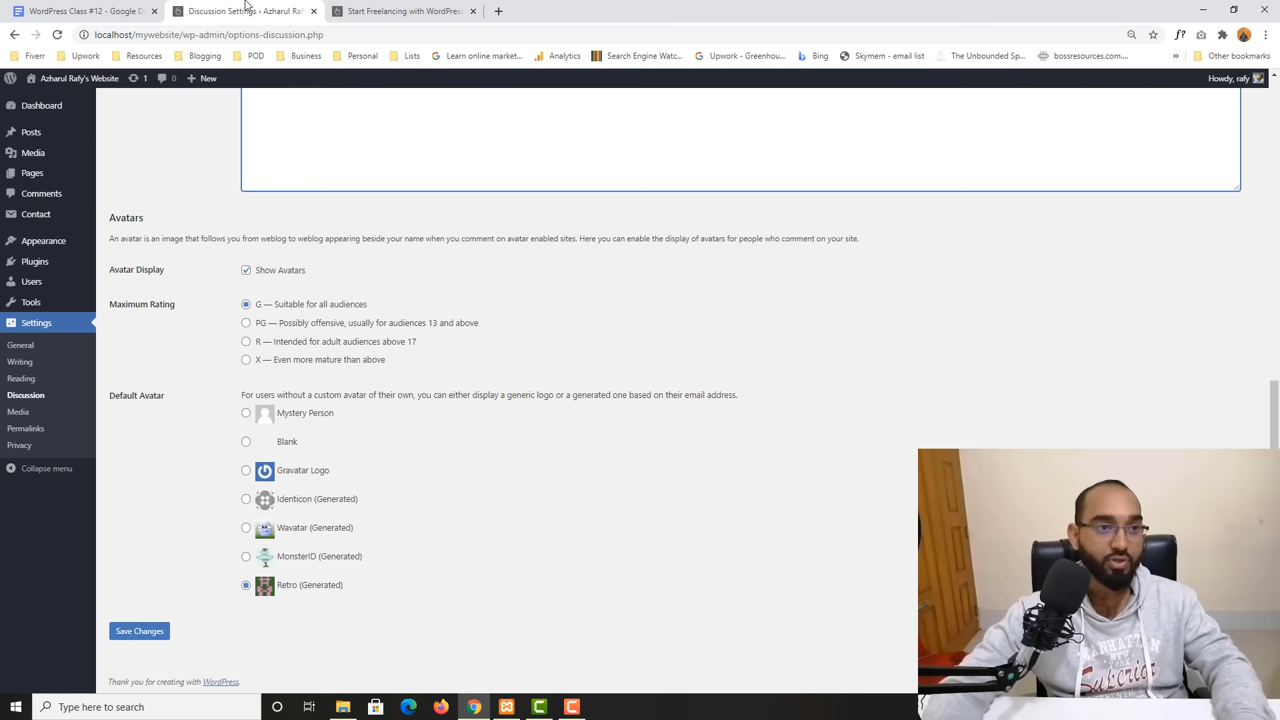 WordPress Class #12 - Google D
Discussion Settings ‹ Azharul Raf
Start Freelancing with WordPress
localhost/mywebsite/wp-admin/options-discussion.php
Fiverr
Upwork
Resources
Blogging
POD
Business
Personal
Lists
Learn online market...
Analytics
Search Engine Watc...
Upwork - Greenhou...
Bing
Skymem - email list
The Unbounded Sp...
bossresources.com...
»
Other bookmarks
Azharul Rafy's Website
1
0
+ New
Howdy, rafy
Dashboard
Posts
Media
Pages
Comments
Contact
Appearance
Plugins
Users
Tools
Settings
General
Writing
Reading
Discussion
Media
Permalinks
Privacy
Collapse menu
Avatars
An avatar is an image that follows you from weblog to weblog appearing beside your name when you comment on avatar enabled sites. Here you can enable the display of avatars for people who comment on your site.
Avatar Display
Show Avatars
Maximum Rating
G — Suitable for all audiences
PG — Possibly offensive, usually for audiences 13 and above
R — Intended for adult audiences above 17
X — Even more mature than above
Default Avatar
For users without a custom avatar of their own, you can either display a generic logo or a generated one based on their email address.
Mystery Person
Blank
Gravatar Logo
Identicon (Generated)
Wavatar (Generated)
MonsterID (Generated)
Retro (Generated)
Save Changes
Thank you for creating with WordPress.
MANHATTAN
NEW
Superior
Type here to search